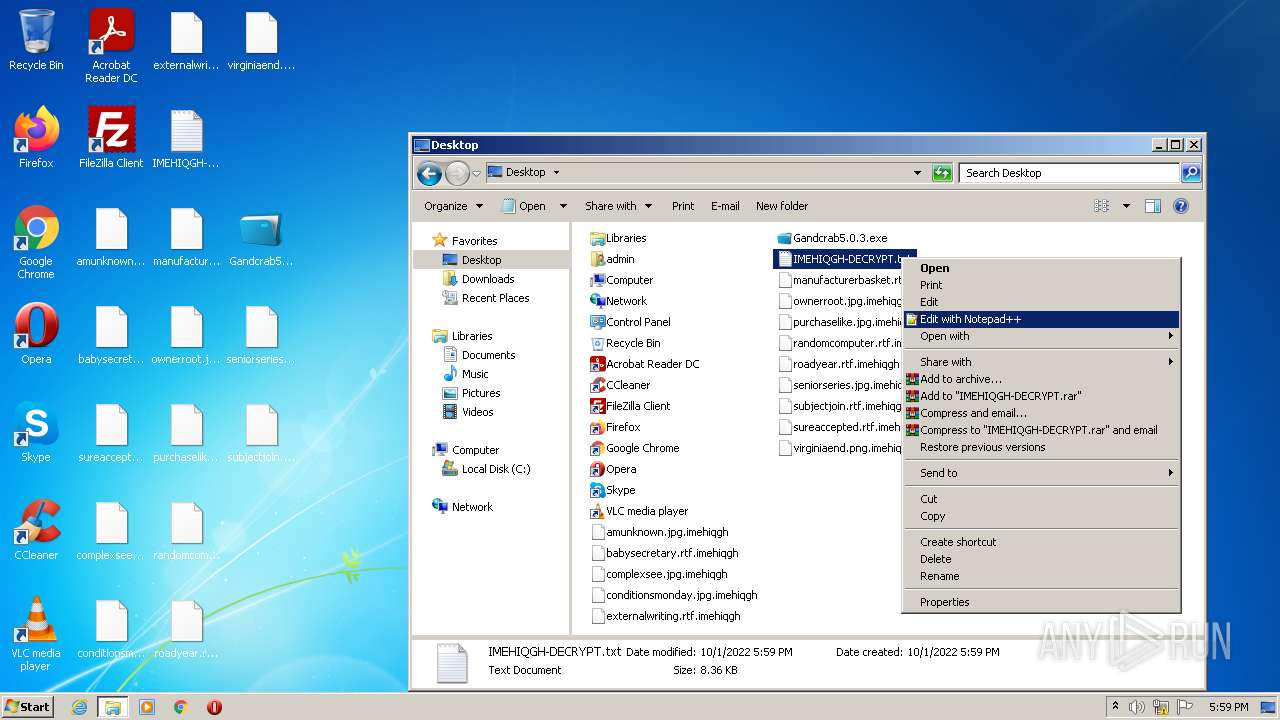 Recycle Bin
Acrobat
Reader DC
externalwri...
virginiaend....
Firefox
FileZilla Client
IMEHIQGH-...
Google
Chrome
amunknown...
manufactur...
Gandcrab5...
Opera
babysecret...
ownerroot.j...
seniorseries...
Skype
sureaccept...
purchaselik...
subjectjoin....
CCleaner
complexsee...
randomcom...
VLC media
player
conditionsm...
roadyear.r...
Desktop
Desktop
Search Desktop
Organize
Open
Share with
Print
E-mail
New folder
Favorites
Desktop
Downloads
Recent Places
Libraries
Documents
Music
Pictures
Videos
Computer
Local Disk (C:)
Network
Libraries
admin
Computer
Network
Control Panel
Recycle Bin
Acrobat Reader DC
CCleaner
FileZilla Client
Firefox
Google Chrome
Opera
Skype
VLC media player
amunknown.jpg.imehiqgh
babysecretary.rtf.imehiqgh
complexsee.jpg.imehiqgh
conditionsmonday.jpg.imehiqgh
externalwriting.rtf.imehiqgh
Gandcrab5.0.3.exe
IMEHIQGH-DECRYPT.t
manufacturerbasket.rt
ownerroot.jpg.imehiqg
purchaselike.jpg.imehi
randomcomputer.rtf.in
roadyear.rtf.imehiqgh
seniorseries.jpg.imehiq
subjectjoin.rtf.imehiqg
sureaccepted.rtf.imeh
virginiaend.png.imehiq
Open
Print
Edit
Edit with Notepad++
Open with
Share with
Add to archive...
Add to "IMEHIQGH-DECRYPT.rar"
Compress and email...
Compress to "IMEHIQGH-DECRYPT.rar" and email
Restore previous versions
Send to
Cut
Copy
Create shortcut
Delete
Rename
Properties
IMEHIQGH-DECRYPT.txt Date modified: 10/1/2022 5:59 PM Date created: 10/1/2022 5:59 PM
Text Document Size: 8.36 KB
ANY RUN
Start
5:59 PM